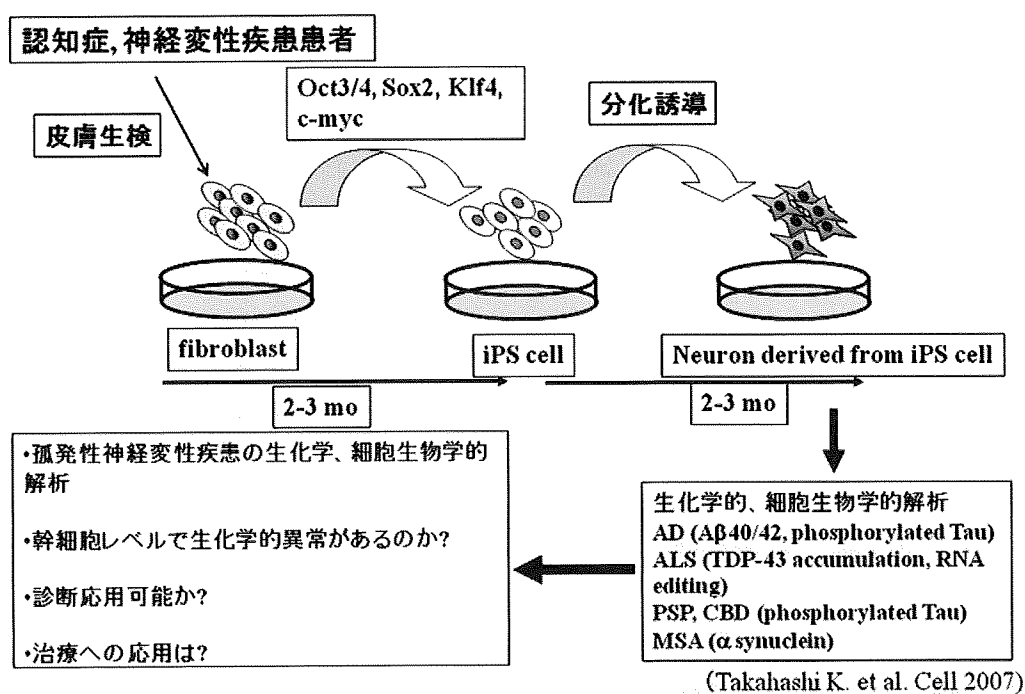 認知症,神経変性疾患患者
皮膚生検
Oct3/4, Sox2, Klf4,
c-myc
分化誘導
fibroblast
iPS cell
Neuron derived from iPS cell
2-3 mo
2-3 mo
・孤発性神経変性疾患の生化学、細胞生物学的
解析
・幹細胞レベルで生化学的異常があるのか?
・診断応用可能か?
・治療への応用は?
生化学的、細胞生物学的解析
AD (Aβ40/42, phosphorylated Tau)
ALS (TDP-43 accumulation, RNA
editing)
PSP, CBD (phosphorylated Tau)
MSA (α synuclein)
(Takahashi K. et al. Cell 2007)